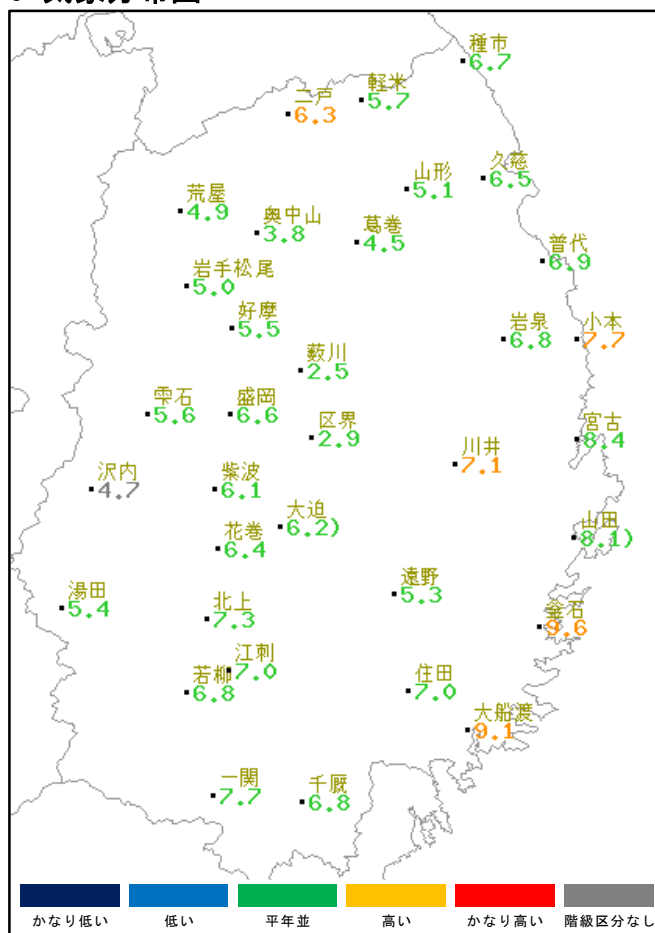 種市
6.7
軽米
5.7
二戸
6.3
久慈
6.5
山形
5.1
荒屋
4.9
奥中山
3.8
葛巻
4.5
普代
6.9
岩手松尾
5.0
好摩
5.5
岩泉
6.8
小本
7.7
薮川
2.5
雫石
5.6
盛岡
6.6
区界
2.9
宮古
8.4
川井
7.1
沢内
4.7
紫波
6.1
大迫
6.2)
山田
8.1)
花巻
6.4
湯田
5.4
遠野
5.3
北上
7.3
釜石
9.6
江刺
7.0
若柳
6.8
住田
7.0
大船渡
9.1
一関
7.7
千厩
6.8
かなり低い 低い 平年並 高い かなり高い 階級区分なし